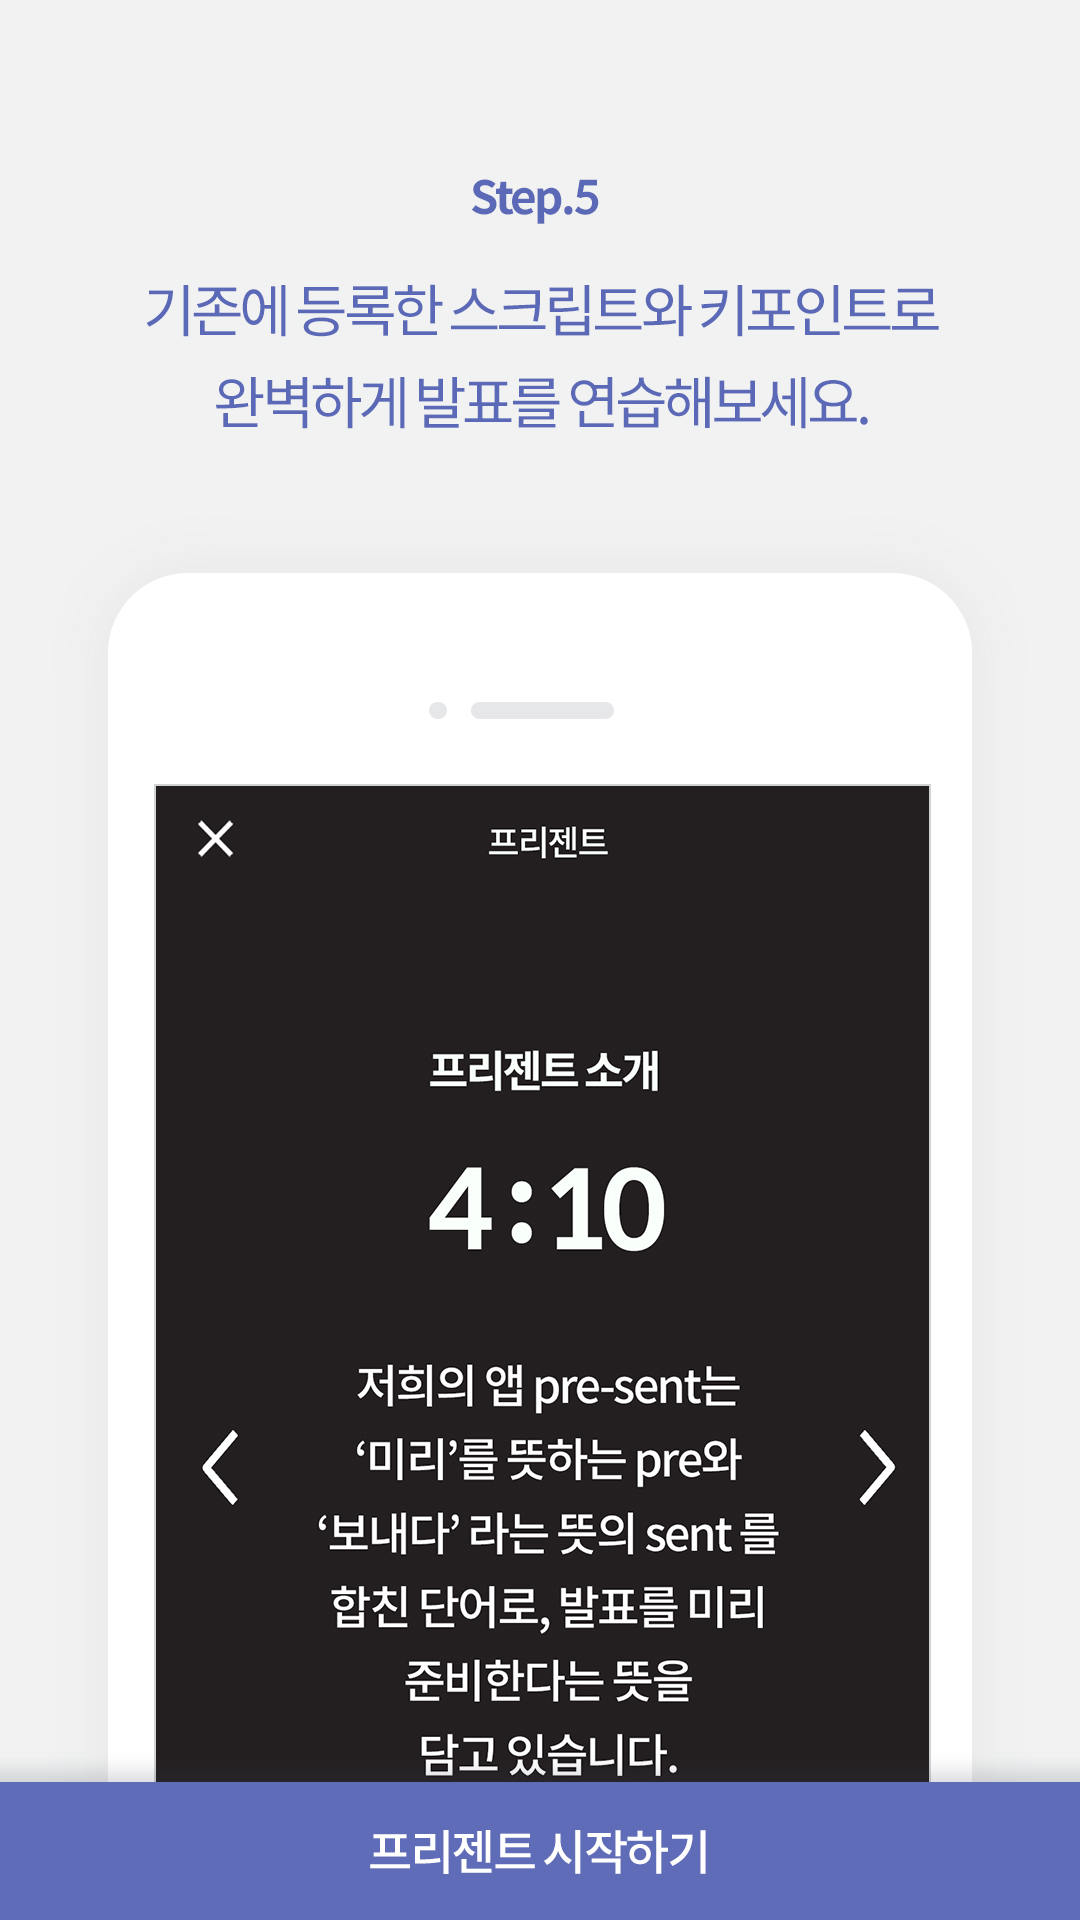 Step.5
기존에 등록한 스크립트와 키포인트로
완벽하게 발표를 연습해보세요.
프리젠트
프리젠트 소개
4:10
저희의 앱 pre-sent는
‘미리’를 뜻하는 pre와
‘보내다’ 라는 뜻의 sent 를
합친 단어로, 발표를 미리
준비한다는 뜻을
담고 있습니다.
프리젠트 시작하기